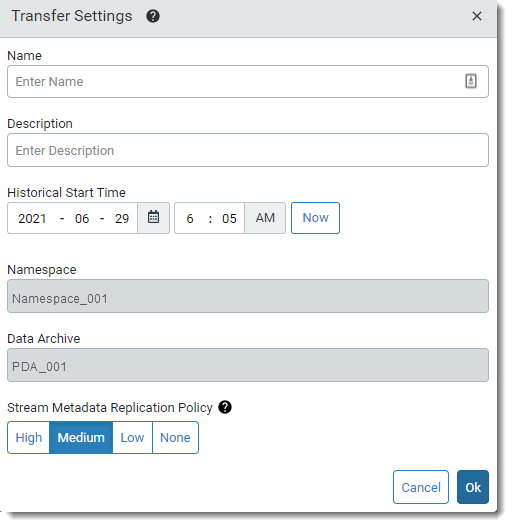 Transfer Settings ? ×
Name
Enter Name
Description
Enter Description
Historical Start Time
2021 - 06 - 29 6 : 05 AM Now
Namespace
Namespace_001
Data Archive
PDA_001
Stream Metadata Replication Policy ?
High Medium Low None
Cancel Ok